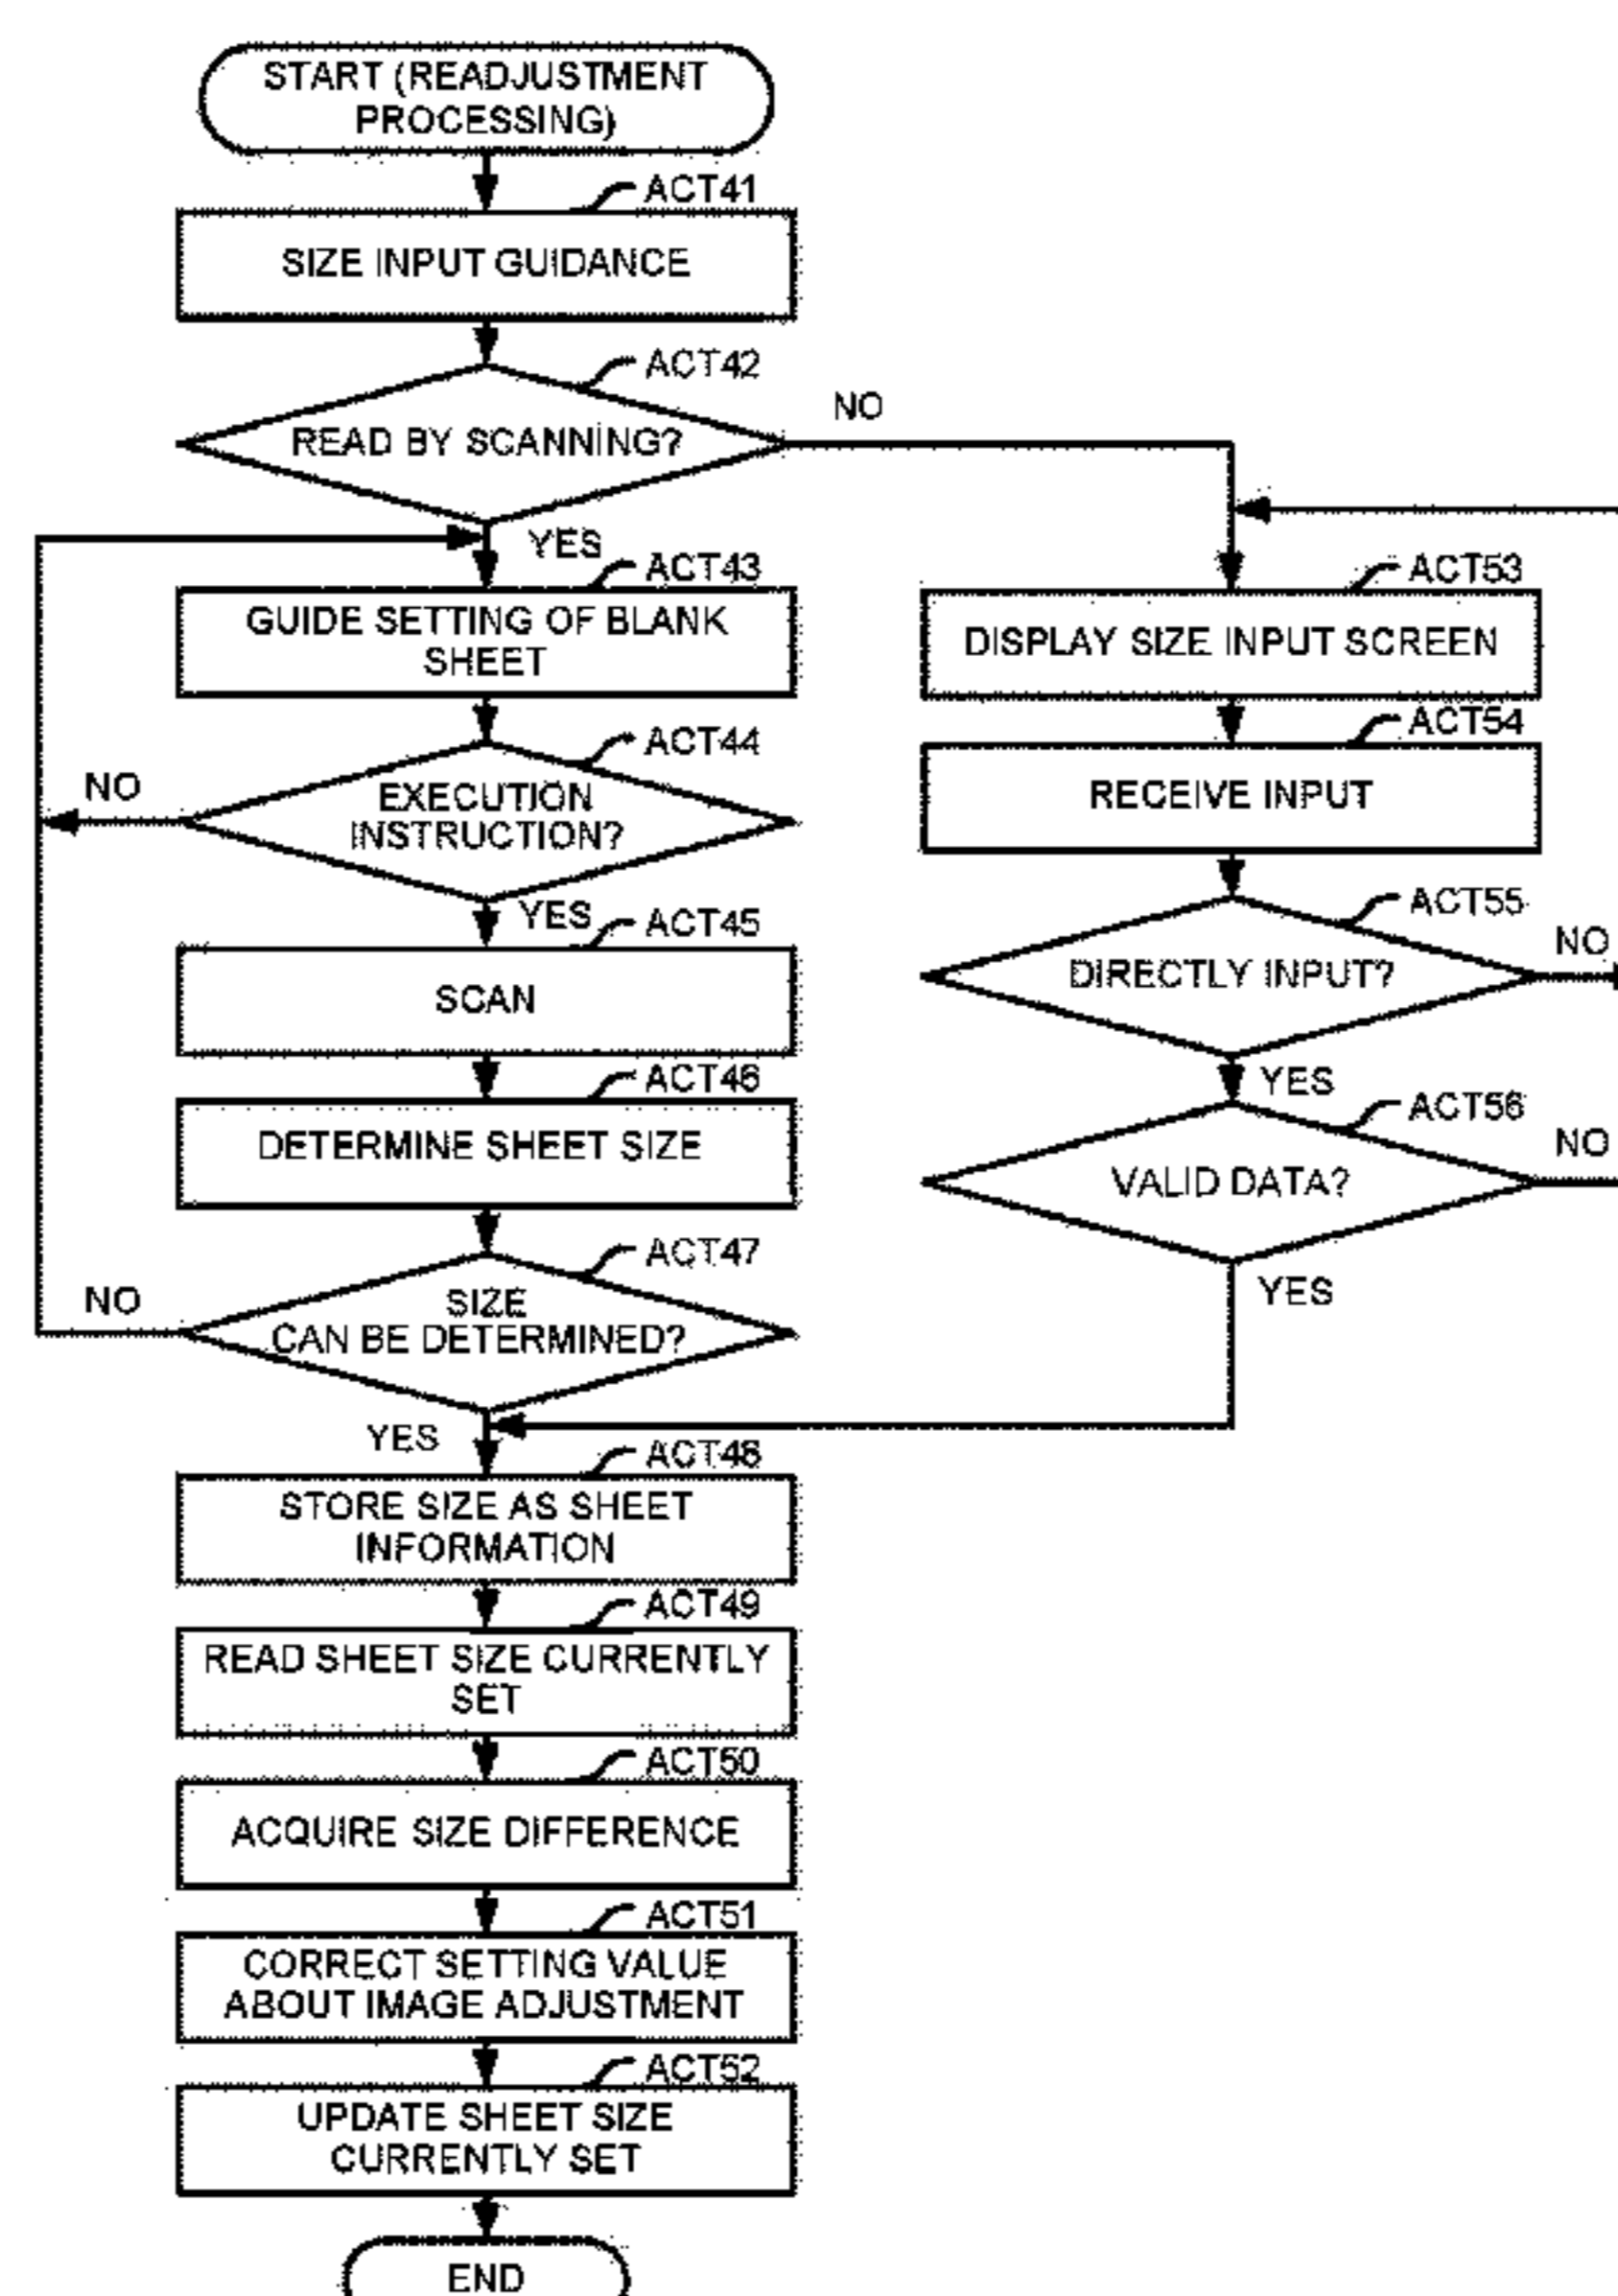 START (READJUSTMENT
PROCESSING)
ACT41
SIZE INPUT GUIDANCE
ACT42
READ BY SCANNING?
NO
YES
ACT43
GUIDE SETTING OF BLANK
SHEET
ACT44
EXECUTION
INSTRUCTION?
NO
YES
ACT45
SCAN
ACT46
DETERMINE SHEET SIZE
ACT47
SIZE
CAN BE DETERMINED?
NO
YES
ACT48
STORE SIZE AS SHEET
INFORMATION
ACT49
READ SHEET SIZE CURRENTLY
SET
ACT50
ACQUIRE SIZE DIFFERENCE
ACT51
CORRECT SETTING VALUE
ABOUT IMAGE ADJUSTMENT
ACT52
UPDATE SHEET SIZE
CURRENTLY SET
END
ACT53
DISPLAY SIZE INPUT SCREEN
ACT54
RECEIVE INPUT
ACT55
DIRECTLY INPUT?
NO
YES
ACT56
VALID DATA?
NO
YES